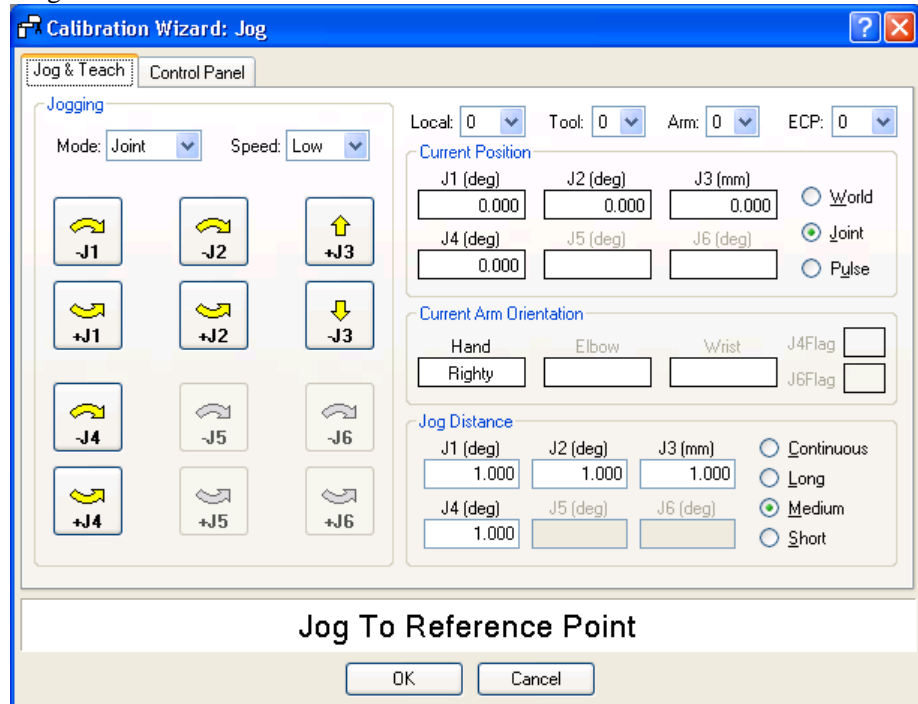 Calibration Wizard: Jog
Jog & Teach Control Panel
Jogging
Mode: Joint Speed: Low
-J1 -J2 +J3
+J1 +J2 -J3
-J4 -J5 -J6
+J4 +J5 +J6
Local: 0 Tool: 0 Arm: 0 ECP: 0
Current Position
J1 (deg) J2 (deg) J3 (mm)
0.000 0.000 0.000
J4 (deg) J5 (deg) J6 (deg)
0.000
World
Joint
Pulse
Current Arm Orientation
Hand Elbow Wrist
Righty
J4Flag
J6Flag
Jog Distance
J1 (deg) J2 (deg) J3 (mm)
1.000 1.000 1.000
J4 (deg) J5 (deg) J6 (deg)
1.000
Continuous
Long
Medium
Short
Jog To Reference Point
OK Cancel